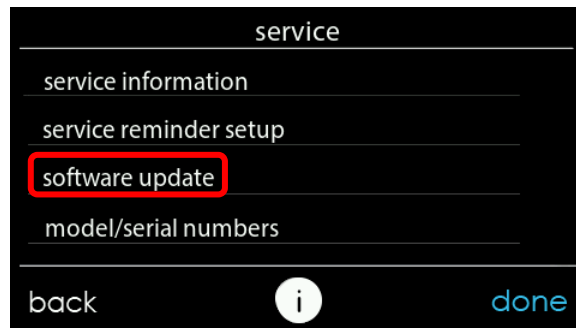 service
service information
service reminder setup
software update
model/serial numbers
back i done